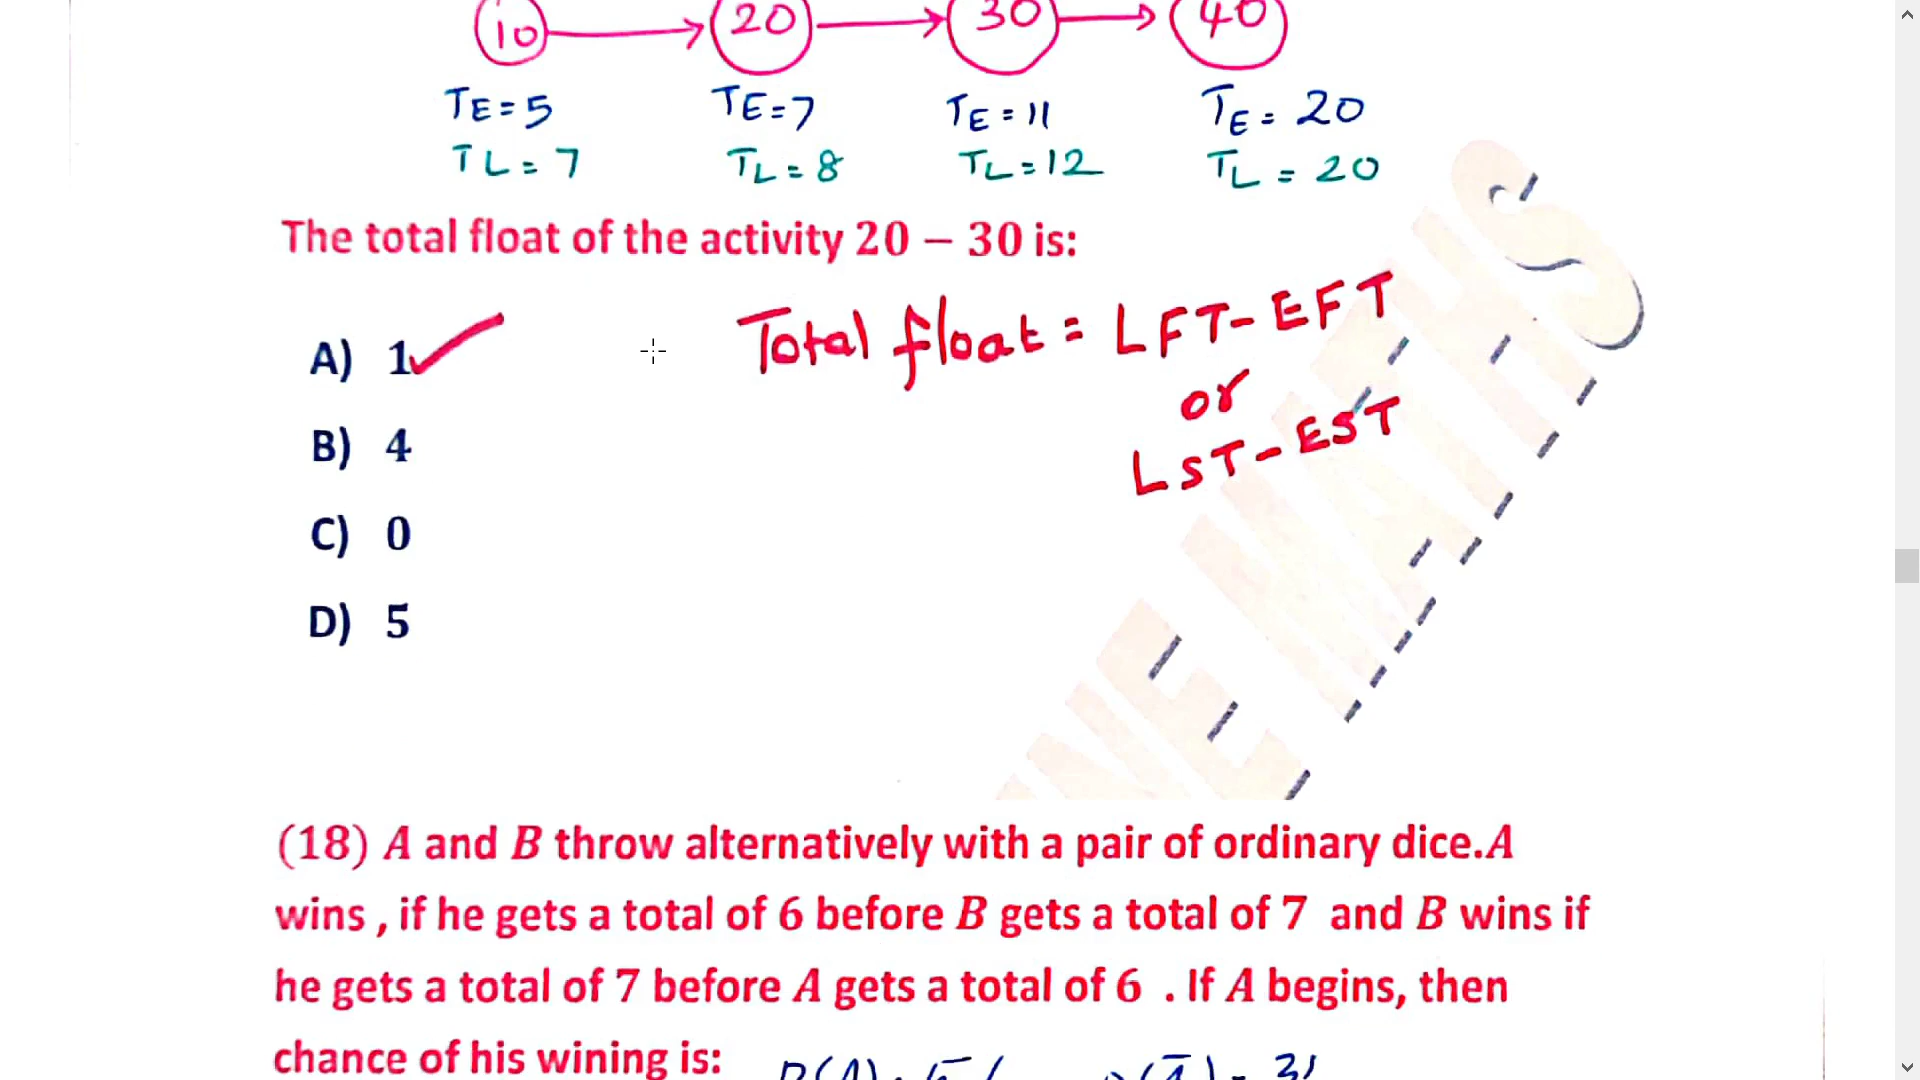 10 20 30 40
TE=5 TE=7 TE=11 TE=20
TL=7 TL=8 TL=12 TL=20
The total float of the activity 20 – 30 is:
Total float = LFT-EFT
A) 1
or
B) 4
LST-EST
C) 0
D) 5
(18) A and B throw alternatively with a pair of ordinary dice.A
wins , if he gets a total of 6 before B gets a total of 7 and B wins if
he gets a total of 7 before A gets a total of 6 . If A begins, then
chance of his wining is: